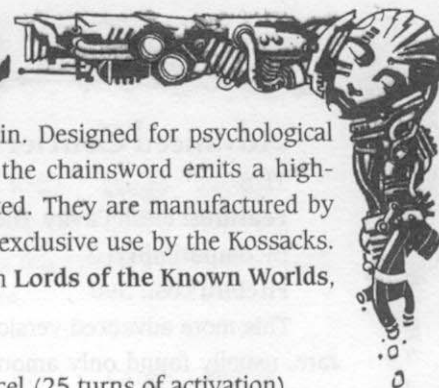 in. Designed for psychological
the chainsword emits a high-
ted. They are manufactured by
exclusive use by the Kossacks.
Lords of the Known Worlds,
cel (25 turns of activation)